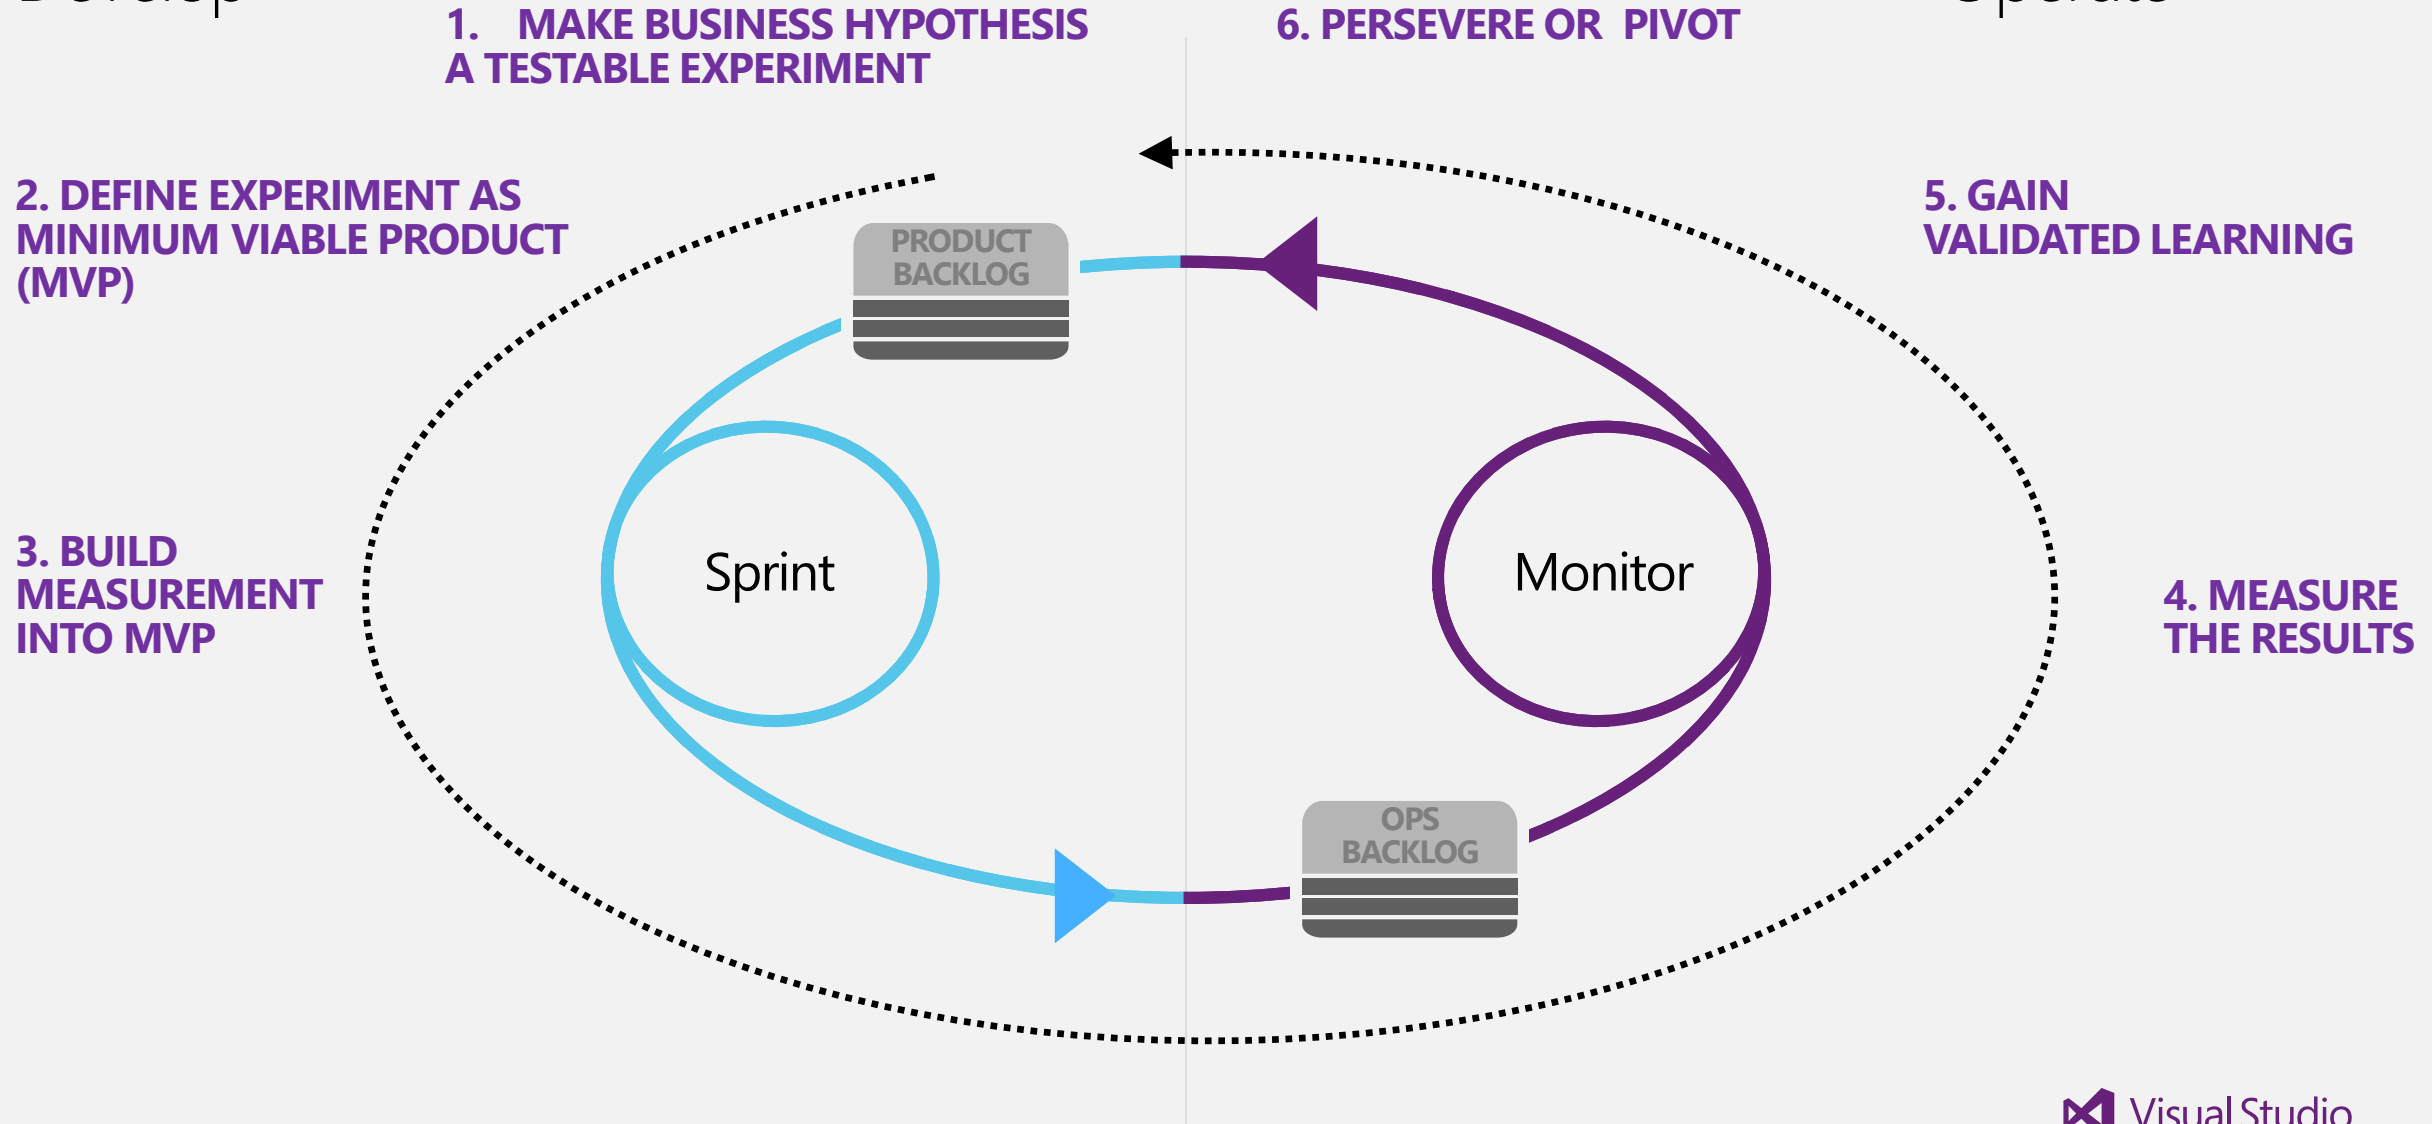 Develop
Operate
1. MAKE BUSINESS HYPOTHESIS
A TESTABLE EXPERIMENT
6. PERSEVERE OR PIVOT
2. DEFINE EXPERIMENT AS
MINIMUM VIABLE PRODUCT
(MVP)
5. GAIN
VALIDATED LEARNING
PRODUCT
BACKLOG
3. BUILD
MEASUREMENT
INTO MVP
Sprint
Monitor
4. MEASURE
THE RESULTS
OPS
BACKLOG
Visual Studio